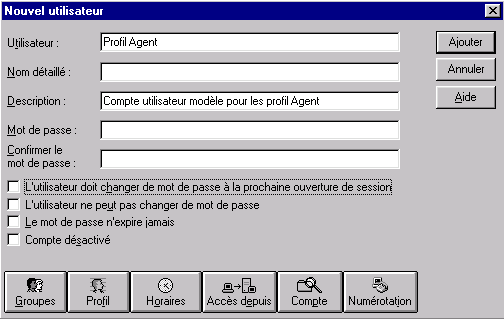 Nouvel utilisateur
Utilisateur : Profil Agent
Ajouter
Nom détaillé :
Annuler
Description : Compte utilisateur modèle pour les profil Agent
Aide
Mot de passe :
Confirmer le
mot de passe :
L'utilisateur doit changer de mot de passe à la prochaine ouverture de session
L'utilisateur ne peut pas changer de mot de passe
Le mot de passe n'expire jamais
Compte désactivé
Groupes Profil Horaires Accès depuis Compte Numérotation